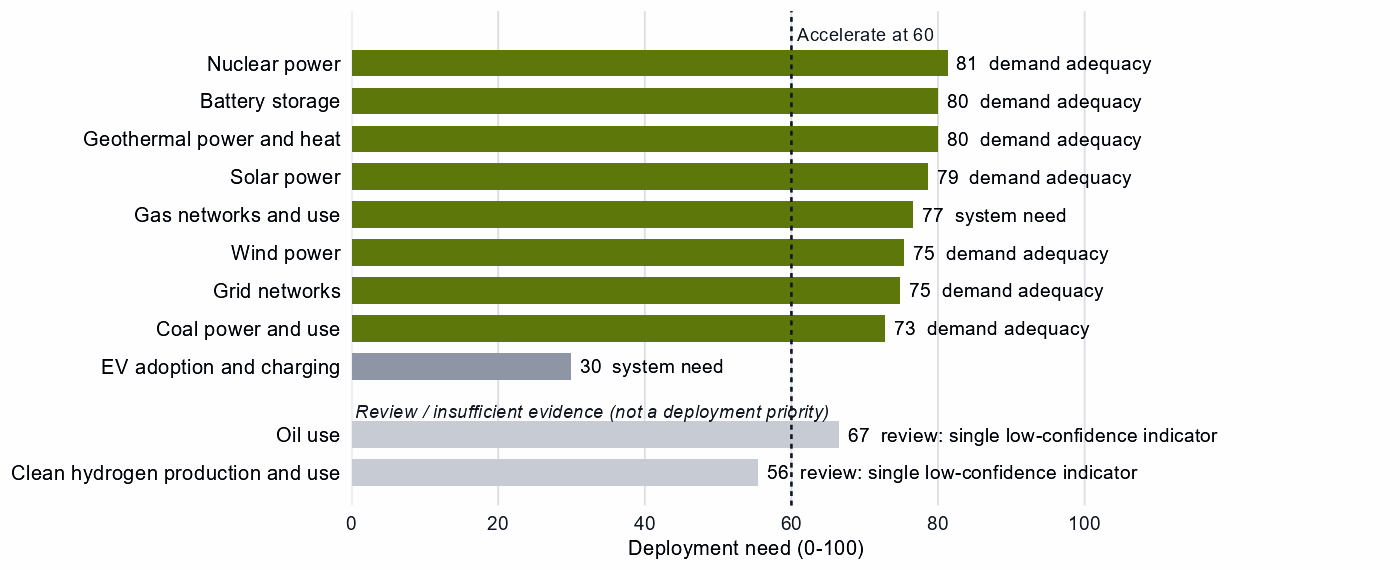 Accelerate at 60
Nuclear power 81 demand adequacy
Battery storage 80 demand adequacy
Geothermal power and heat 80 demand adequacy
Solar power 79 demand adequacy
Gas networks and use 77 system need
Wind power 75 demand adequacy
Grid networks 75 demand adequacy
Coal power and use 73 demand adequacy
EV adoption and charging 30 system need
Review / insufficient evidence (not a deployment priority)
Oil use 67 review: single low-confidence indicator
Clean hydrogen production and use 56 review: single low-confidence indicator
0 20 40 60 80 100
Deployment need (0-100)